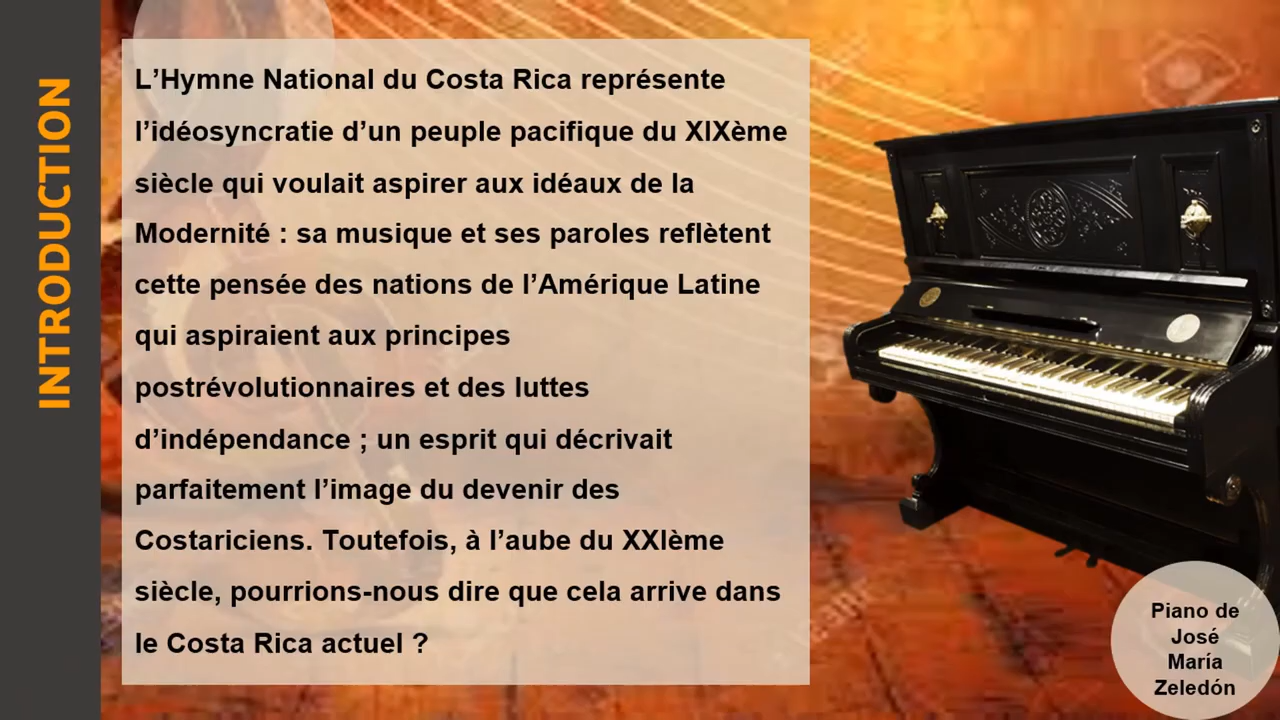 INTRODUCTION
L’Hymne National du Costa Rica représente
l’idéosyncratie d’un peuple pacifique du XIXème
siècle qui voulait aspirer aux idéaux de la
Modernité : sa musique et ses paroles reflètent
cette pensée des nations de l’Amérique Latine
qui aspiraient aux principes
postrévolutionnaires et des luttes
d’indépendance ; un esprit qui décrivait
parfaitement l’image du devenir des
Costariciens. Toutefois, à l’aube du XXIème
siècle, pourrions-nous dire que cela arrive dans
le Costa Rica actuel ?
Piano de
José
María
Zeledón